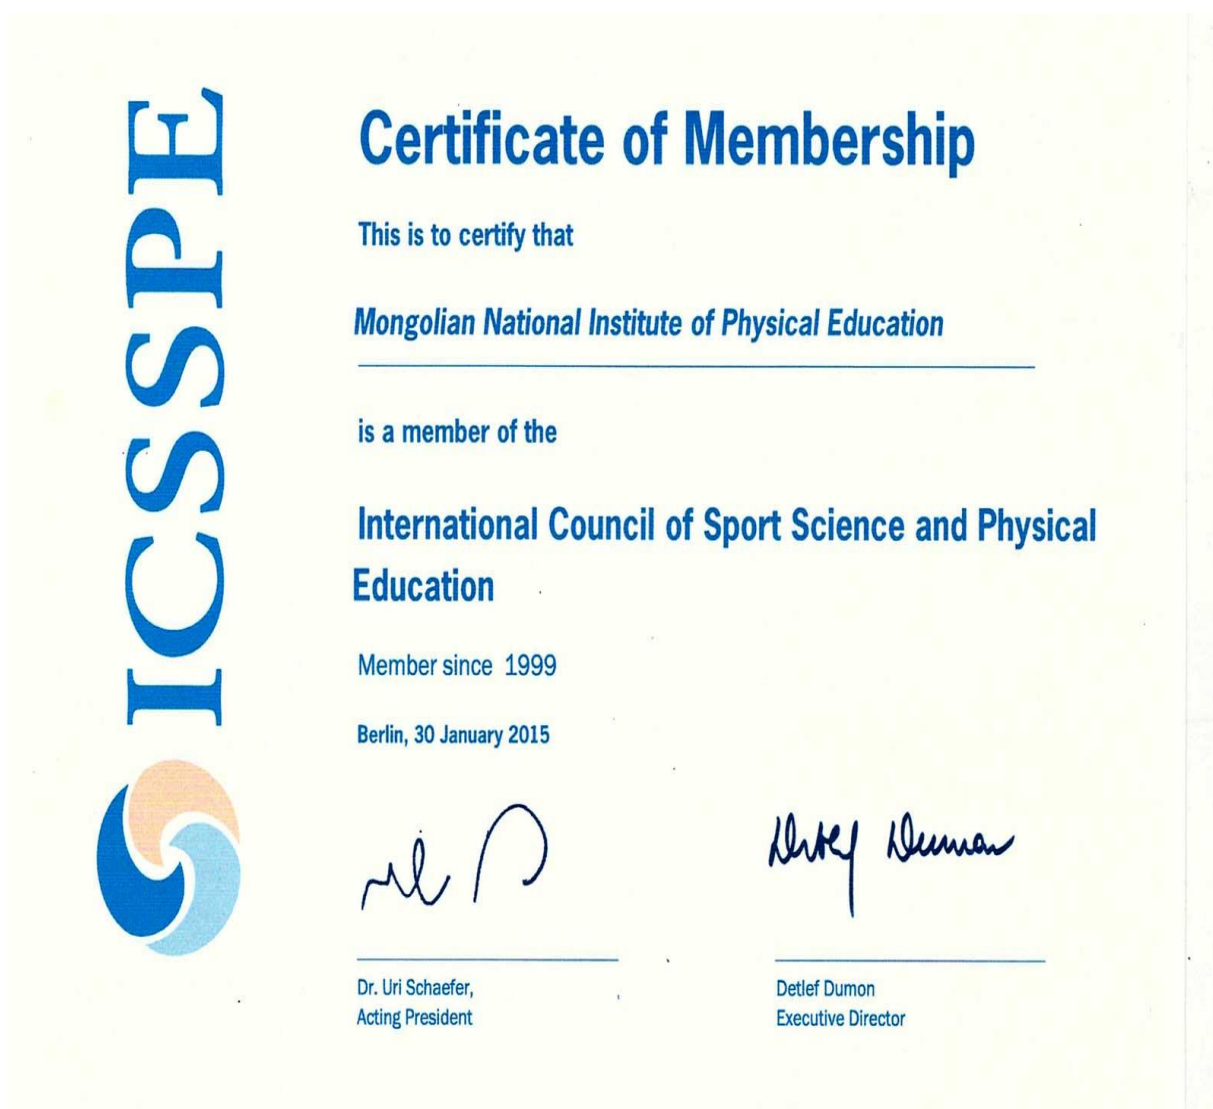 ICSSPE
Certificate of Membership
This is to certify that
Mongolian National Institute of Physical Education
is a member of the
International Council of Sport Science and Physical
Education
Member since 1999
Berlin, 30 January 2015
Detlef Dumon
Dr. Uri Schaefer,
Acting President
Detlef Dumon
Executive Director